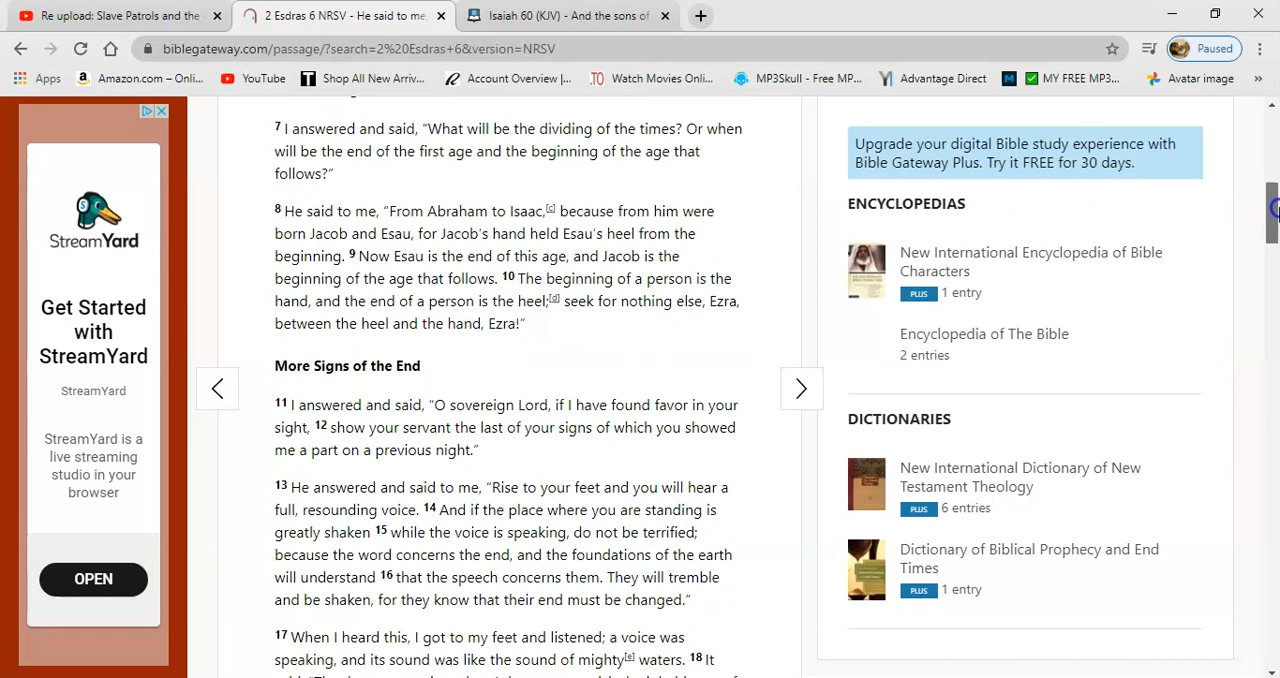 Re upload: Slave Patrols and the
2 Esdras 6 NRSV - He said to me,
Isaiah 60 (KJV) - And the sons of
biblegateway.com/passage/?search=2%20Esdras+6&version=NRSV
Paused
Apps
Amazon.com – Onli...
YouTube
Shop All New Arriv...
Account Overview |...
Watch Movies Onlin...
MP3Skull - Free MP...
Advantage Direct
MY FREE MP3...
Avatar image
StreamYard
Get Started
with
StreamYard
StreamYard
StreamYard is a
live streaming
studio in your
browser
OPEN
7 I answered and said, “What will be the dividing of the times? Or when
will be the end of the first age and the beginning of the age that
follows?”
8 He said to me, “From Abraham to Isaac,[c] because from him were
born Jacob and Esau, for Jacob’s hand held Esau’s heel from the
beginning. 9 Now Esau is the end of this age, and Jacob is the
beginning of the age that follows. 10 The beginning of a person is the
hand, and the end of a person is the heel;[d] seek for nothing else, Ezra,
between the heel and the hand, Ezra!”
More Signs of the End
11 I answered and said, “O sovereign Lord, if I have found favor in your
sight, 12 show your servant the last of your signs of which you showed
me a part on a previous night.”
13 He answered and said to me, “Rise to your feet and you will hear a
full, resounding voice. 14 And if the place where you are standing is
greatly shaken 15 while the voice is speaking, do not be terrified;
because the word concerns the end, and the foundations of the earth
will understand 16 that the speech concerns them. They will tremble
and be shaken, for they know that their end must be changed.”
17 When I heard this, I got to my feet and listened; a voice was
speaking, and its sound was like the sound of mighty[e] waters. 18 It
Upgrade your digital Bible study experience with
Bible Gateway Plus. Try it FREE for 30 days.
ENCYCLOPEDIAS
New International Encyclopedia of Bible
Characters
PLUS 1 entry
Encyclopedia of The Bible
2 entries
DICTIONARIES
New International Dictionary of New
Testament Theology
PLUS 6 entries
Dictionary of Biblical Prophecy and End
Times
PLUS 1 entry